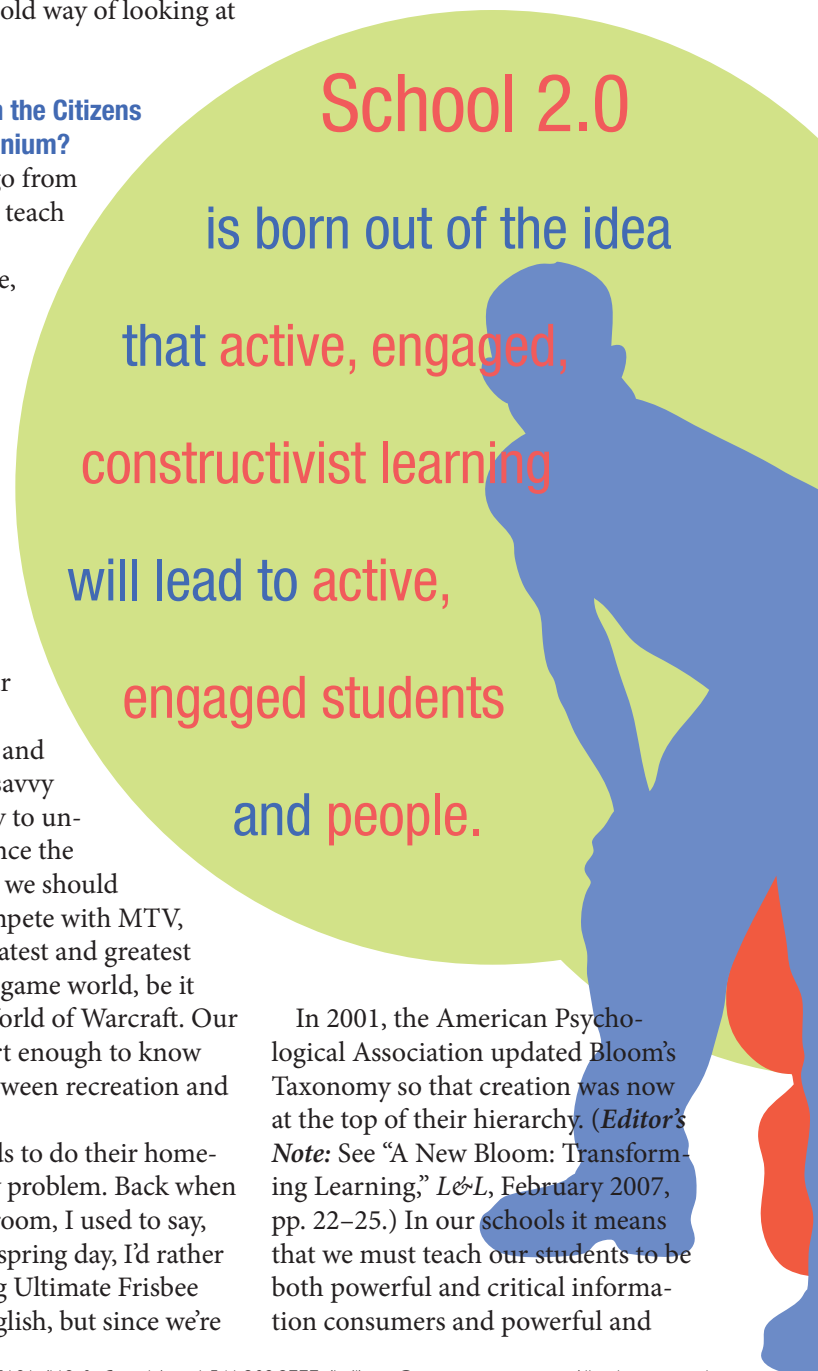 old way of looking at
the Citizens
nium?
go from
teach
e,
r
and
savvy
y to un-
nce the
we should
mpete with MTV,
atest and greatest
game world, be it
World of Warcraft. Our
rt enough to know
ween recreation and
ds to do their home-
y problem. Back when
room, I used to say,
spring day, I'd rather
g Ultimate Frisbee
glish, but since we're
School 2.0
is born out of the idea
that active, engaged,
constructivist learning
will lead to active,
engaged students
and people.
In 2001, the American Psycho-
logical Association updated Bloom's
Taxonomy so that creation was now
at the top of their hierarchy. (Editor's
Note: See “A New Bloom: Transform-
ing Learning,” L&L, February 2007,
pp. 22–25.) In our schools it means
that we must teach our students to be
both powerful and critical informa-
tion consumers and powerful and